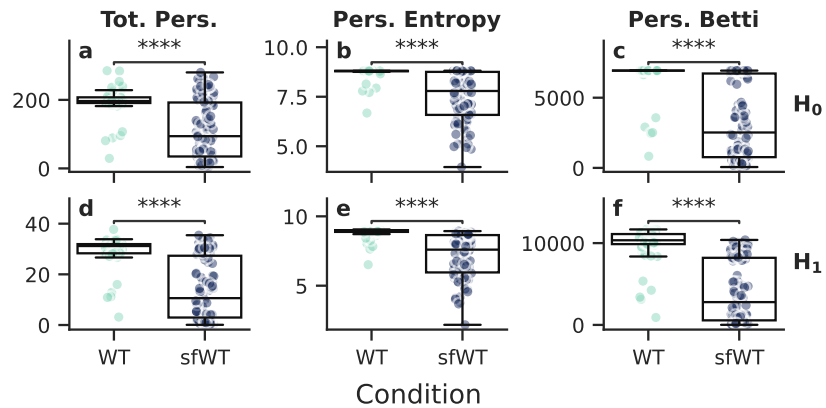 Tot. Pers. Pers. Entropy Pers. Betti
a **** b **** c ****
200 10.0 5000
0 7.5 0
5.0
H0
d **** e **** f ****
40 10 10000
20 5 0
0
H1
WT sfWT WT sfWT WT sfWT
Condition